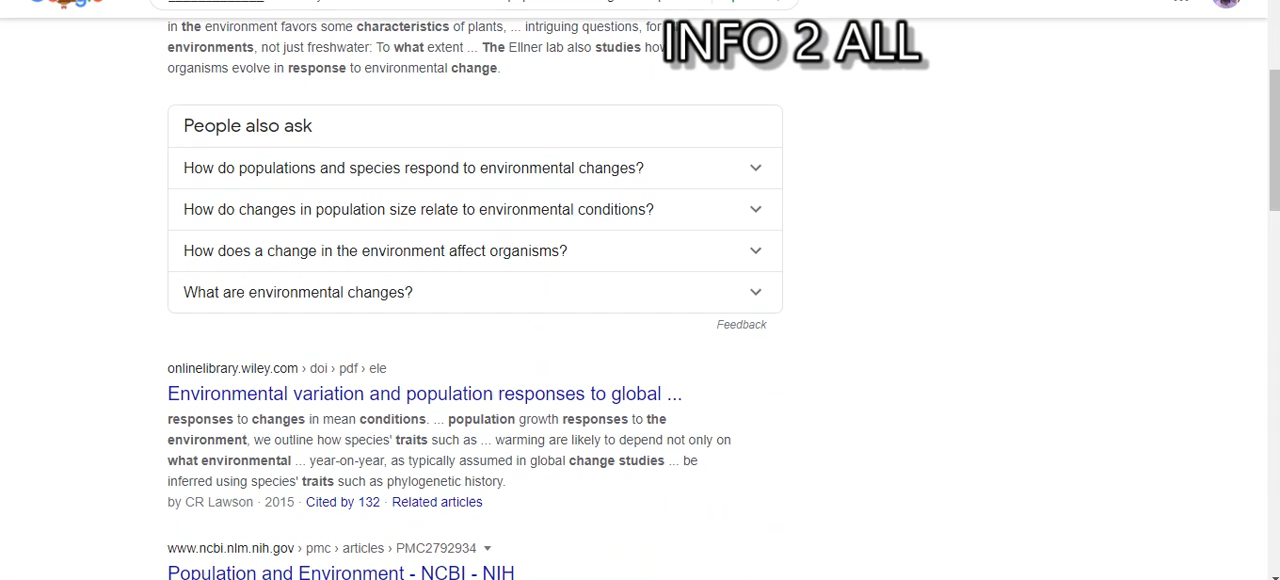 in the environment favors some characteristics of plants, ... intriguing questions, for
INFO 2 ALL
environments, not just freshwater: To what extent ... The Ellner lab also studies how
organisms evolve in response to environmental change.
People also ask
How do populations and species respond to environmental changes?
How do changes in population size relate to environmental conditions?
How does a change in the environment affect organisms?
What are environmental changes?
Feedback
onlinelibrary.wiley.com › doi › pdf › ele
Environmental variation and population responses to global ...
responses to changes in mean conditions. ... population growth responses to the
environment, we outline how species' traits such as ... warming are likely to depend not only on
what environmental ... year-on-year, as typically assumed in global change studies ... be
inferred using species' traits such as phylogenetic history.
by CR Lawson · 2015 · Cited by 132 · Related articles
www.ncbi.nlm.nih.gov › pmc › articles › PMC2792934
Population and Environment - NCBI - NIH